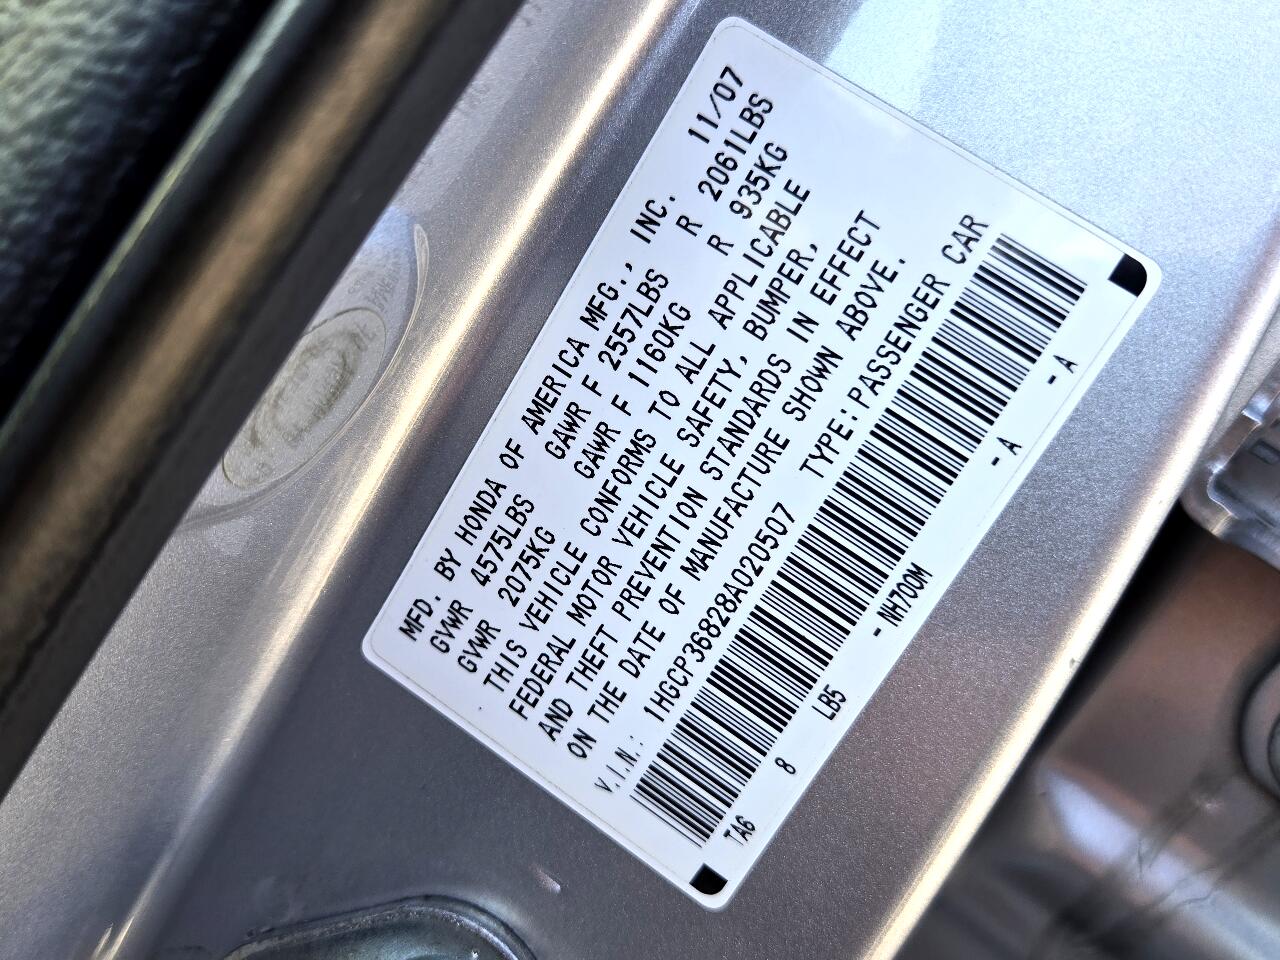 MFD. BY HONDA OF AMERICA MFG., INC. 11/07
GVWR 4575LBS GAWR F 2557LBS R 2061LBS
GVWR 2075KG GAWR F 1160KG R 935KG
THIS VEHICLE CONFORMS TO ALL APPLICABLE
FEDERAL MOTOR VEHICLE SAFETY, BUMPER,
AND THEFT PREVENTION STANDARDS IN EFFECT
ON THE DATE OF MANUFACTURE SHOWN ABOVE.
V.I.N.: 1HGCP36828A020507 TYPE: PASSENGER CAR
TA6 8 LB5 - NH700M - A - A